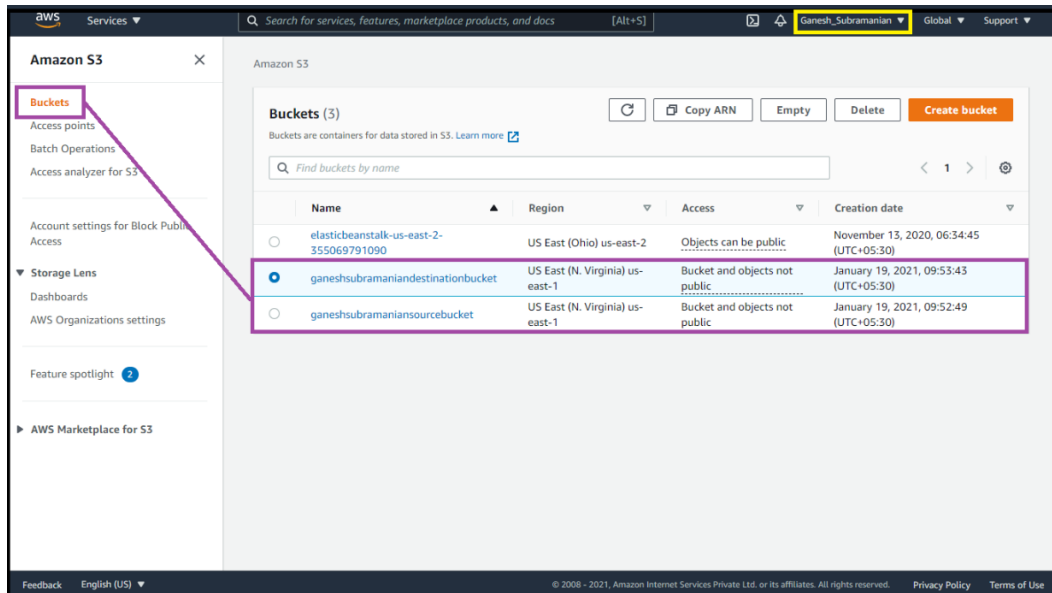 aws Services ▼ Search for services, features, marketplace products, and docs [Alt+S] Ganesh_Subramanian ▼ Global ▼ Support ▼
Amazon S3
Buckets
Access points
Batch Operations
Access analyzer for S3
Account settings for Block Public
Access
▼ Storage Lens
Dashboards
AWS Organizations settings
Feature spotlight 2
▶ AWS Marketplace for S3
Amazon S3
Buckets (3) Copy ARN Empty Delete Create bucket
Buckets are containers for data stored in S3. Learn more
Find buckets by name < 1 >
Name ▲ Region ▽ Access ▽ Creation date ▽
elasticbeanstalk-us-east-2-
355069791090
US East (Ohio) us-east-2
Objects can be public
November 13, 2020, 06:34:45
(UTC+05:30)
ganeshsubramaniandestinationbucket
US East (N. Virginia) us-
east-1
Bucket and objects not
public
January 19, 2021, 09:53:43
(UTC+05:30)
ganeshsubramaniansourcebucket
US East (N. Virginia) us-
east-1
Bucket and objects not
public
January 19, 2021, 09:52:49
(UTC+05:30)
Feedback English (US) ▼ © 2008 - 2021, Amazon Internet Services Private Ltd. or its affiliates. All rights reserved. Privacy Policy Terms of Use